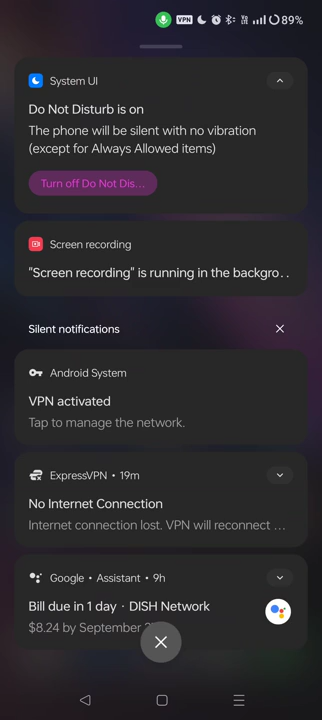 VPN 89%
System UI
Do Not Disturb is on
The phone will be silent with no vibration
(except for Always Allowed items)
Turn off Do Not Dis...
Screen recording
"Screen recording" is running in the backgro..
Silent notifications
Android System
VPN activated
Tap to manage the network.
ExpressVPN • 19m
No Internet Connection
Internet connection lost. VPN will reconnect ...
Google • Assistant • 9h
Bill due in 1 day · DISH Network
$8.24 by September